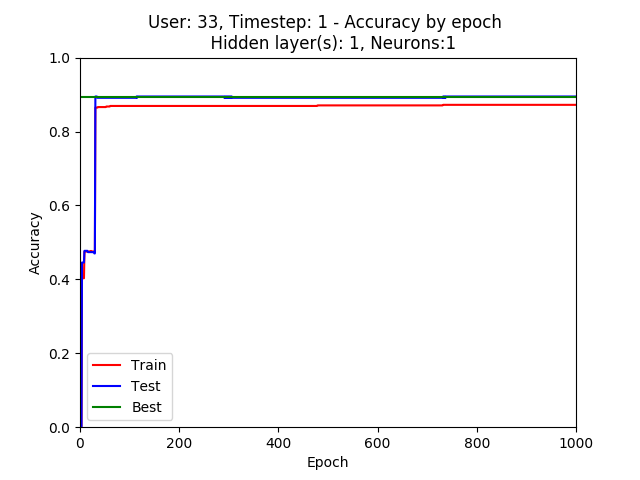 User: 33, Timestep: 1 - Accuracy by epoch
Hidden layer(s): 1, Neurons:1
1.0
0.8
0.6
0.4
0.2
0.0
Accuracy
Train
Test
Best
0 200 400 600 800 1000
Epoch